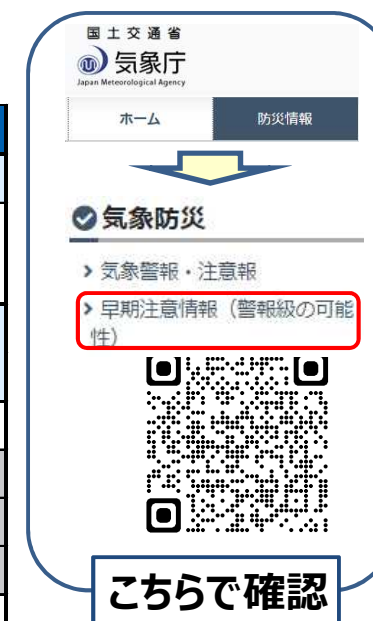 国土交通省
気象庁
Japan Meteorological Agency
ホーム
防災情報
気象防災
気象警報・注意報
早期注意情報（警報級の可能
性）
こちらで確認